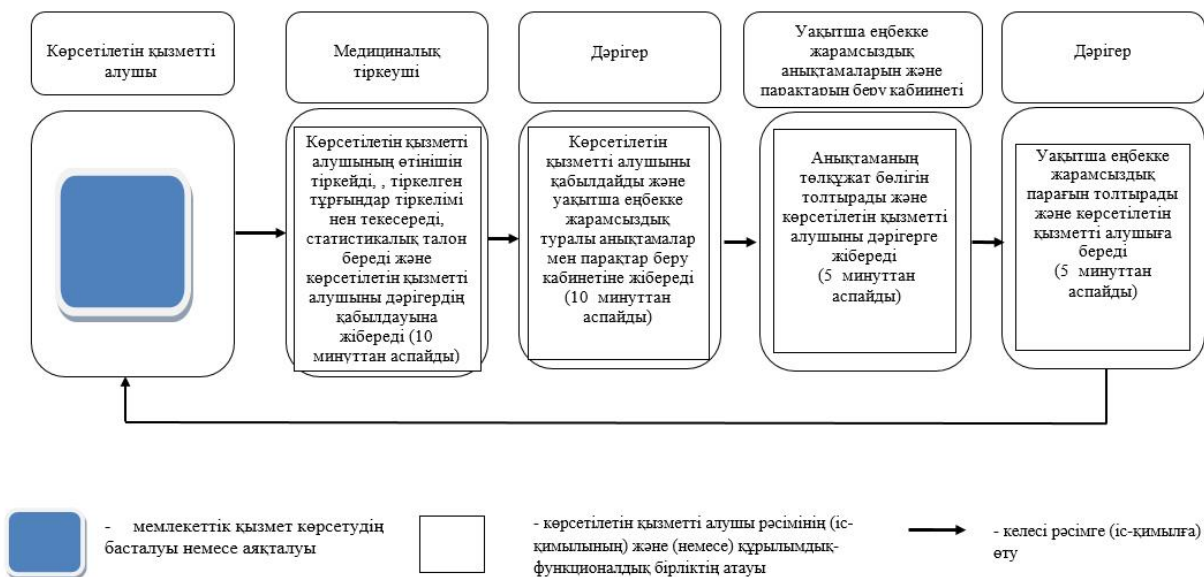 Көрсетілетін қызметті
алушы
Медициналық
тіркеуші
Дәрігер
Уақытша еңбекке
жарамсыздық
анықтамаларын және
парақтарын беру кабиинеті
Дәрігер
Көрсетілетін қызметті
алушының өтінішін
тіркейді, , тіркелген
тұрғындар тіркелімі
нен текесереді,
статистикалық талон
береді және
көрсетілетін қызметті
алушыны дәрігердің
қабылдауына
жібереді (10
минуттан аспайды)
Көрсетілетін
қызметті алушыны
қабылдайды және
уақытша еңбекке
жарамсыздық
туралы анықтамалар
мен парақтар беру
кабинетіне жібереді
(10 минуттан
аспайды)
Анықтаманың
төлқұжат бөлігін
толтырады және
көрсетілетін қызметті
алушыны дәрігерге
жібереді
(5 минуттан
аспайды)
Уақытша еңбекке
жарамсыздық
парағын толтырады
және көрсетілетін
қызметті алушыға
береді
(5 минуттан
аспайды)
- мемлекеттік қызмет көрсетудің
басталуы немесе аяқталуы
- көрсетілетін қызметті алушы рәсімінің (іс-
қимылының) және (немесе) құрылымдық-
функционалдық бірліктің атауы
- келесі рәсімге (іс-қимылға)
өту